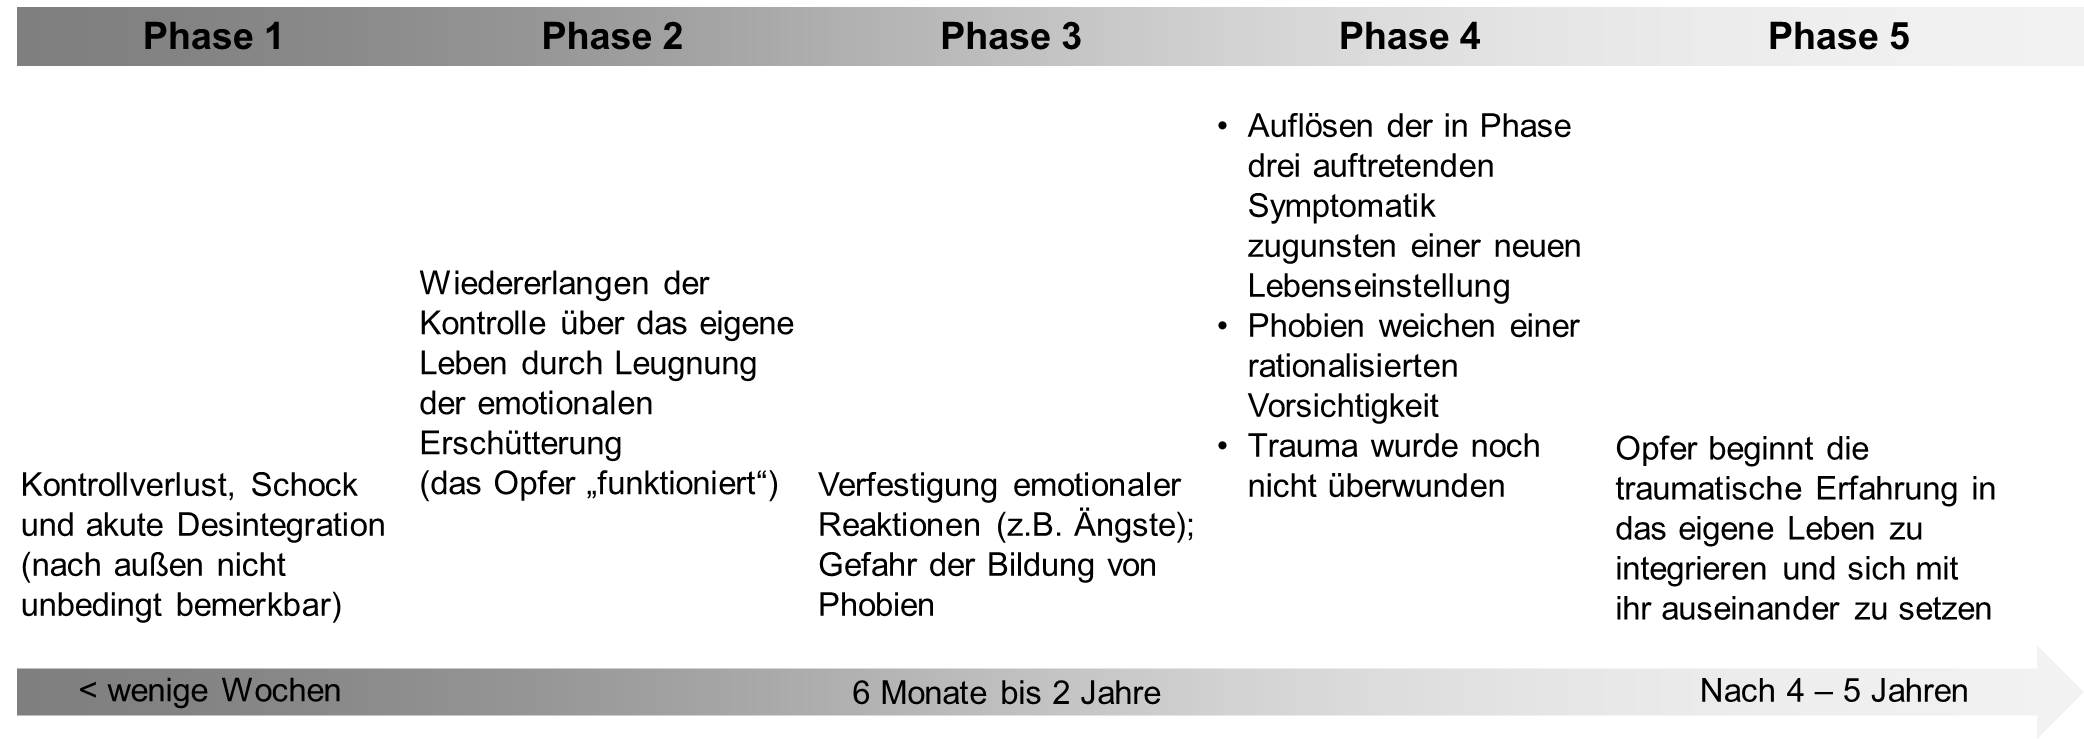 Phase 1
Phase 2
Phase 3
Phase 4
Phase 5
Kontrollverlust, Schock
und akute Desintegration
(nach außen nicht
unbedingt bemerkbar)
Wiedererlangen der
Kontrolle über das eigene
Leben durch Leugnung
der emotionalen
Erschütterung
(das Opfer „funktioniert“)
Verfestigung emotionaler
Reaktionen (z.B. Ängste);
Gefahr der Bildung von
Phobien
• Auflösen der in Phase
drei auftretenden
Symptomatik
zugunsten einer neuen
Lebenseinstellung
• Phobien weichen einer
rationalisierten
Vorsichtigkeit
• Trauma wurde noch
nicht überwunden
Opfer beginnt die
traumatische Erfahrung in
das eigene Leben zu
integrieren und sich mit
ihr auseinander zu setzen
< wenige Wochen
6 Monate bis 2 Jahre
Nach 4 – 5 Jahren